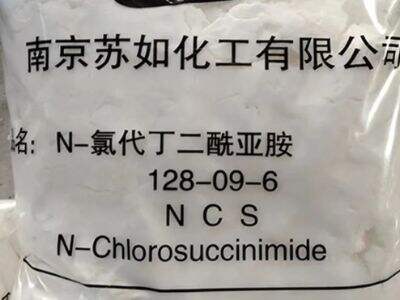 南京苏如化工有限公司
名: N-氯代丁二酰亚胺
128-09-6
N C S
N-Chlorosuccinimide